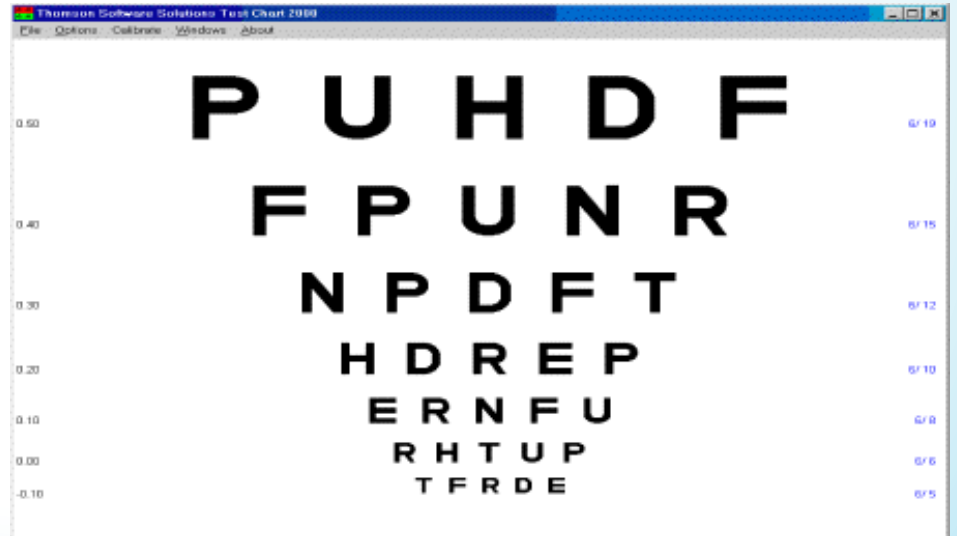 Thomson Software Solutions Test Chart 2000
File Options Calibrate Windows About
0.50 P U H D F 6/19
0.40 F P U N R 6/15
0.30 N P D F T 6/12
0.20 H D R E P 6/10
0.10 E R N F U 6/8
0.00 R H T U P 6/6
-0.10 T F R D E 6/5